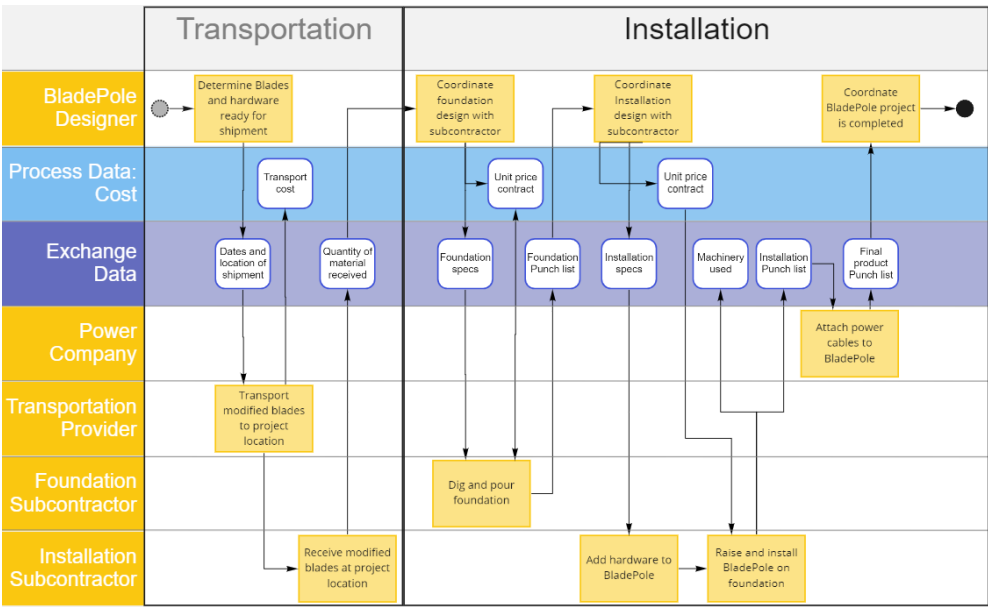 Transportation
Installation
BladePole
Designer
Determine Blades
and hardware
ready for
shipment
Coordinate
foundation
design with
subcontractor
Coordinate
Installation
design with
subcontractor
Coordnate
BladePole project
is completed
Process Data:
Cost
Transport
cost
Unit price
contract
Unit price
contract
Exchange
Data
Dates and
location of
shipment
Quantity of
material
received
Foundation
specs
Foundation
Punch list
Installation
specs
Machinery
used
Installation
Punch list
Final
product
Punch list
Power
Company
Attach power
cables to
BladePole
Transportation
Provider
Transport
modified blades
to project
location
Foundation
Subcontractor
Dig and pour
foundation
Installation
Subcontractor
Receive modified
blades at project
location
Add hardware to
BladePole
Raise and install
BladePole on
foundation